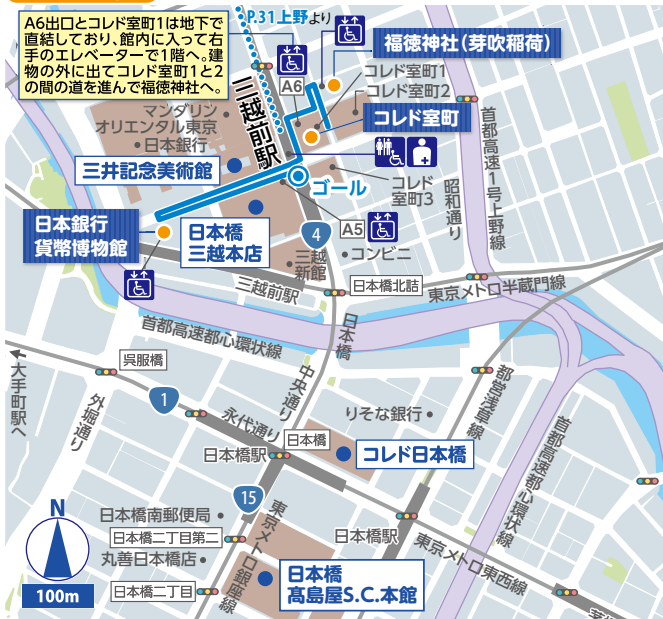 A6出口とコレド室町1は地下で
直結しており、館内に入って右
手のエレベーターで1階へ。建
物の外に出てコレド室町1と2
の間の道を進んで福徳神社へ。
P.31上野より
福徳神社(芽吹稲荷)
A6
コレド室町1
コレド室町2
コレド室町
三越前駅
マンダリン
オリエンタル東京
日本銀行
三井記念美術館
首都高速1号上野線
昭和通り
ゴール
コレド
室町3
日本銀行
貨幣博物館
日本橋
三越本店
4
A5
コンビニ
三越
新館
三越前駅
日本橋北詰
東京メトロ半蔵門線
首都高速都心環状線
日本橋
呉服橋
大手町駅へ
外堀通り
1
永代通り
中央通り
りそな銀行
都営浅草線
首都高速都心環状線
日本橋
日本橋駅
コレド日本橋
15
日本橋南郵便局
日本橋二丁目第二
丸善日本橋店
日本橋駅
東京メトロ東西線
東京メトロ銀座線
日本橋
髙島屋S.C.本館
日本橋二丁目
N
100m